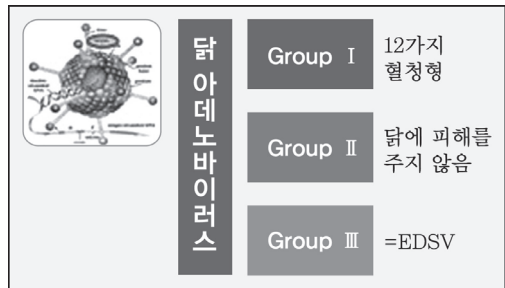 닭 아데노바이러스
Group Ⅰ
12가지
혈청형
Group Ⅱ
닭에 피해를
주지 않음
Group Ⅲ
=EDSV